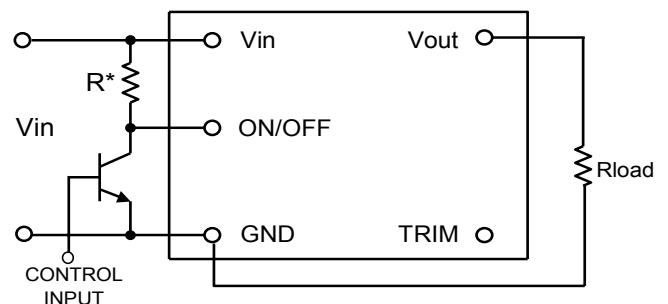 Vin
Vout
R*
Vin
ON/OFF
Rload
GND
TRIM
CONTROL
INPUT